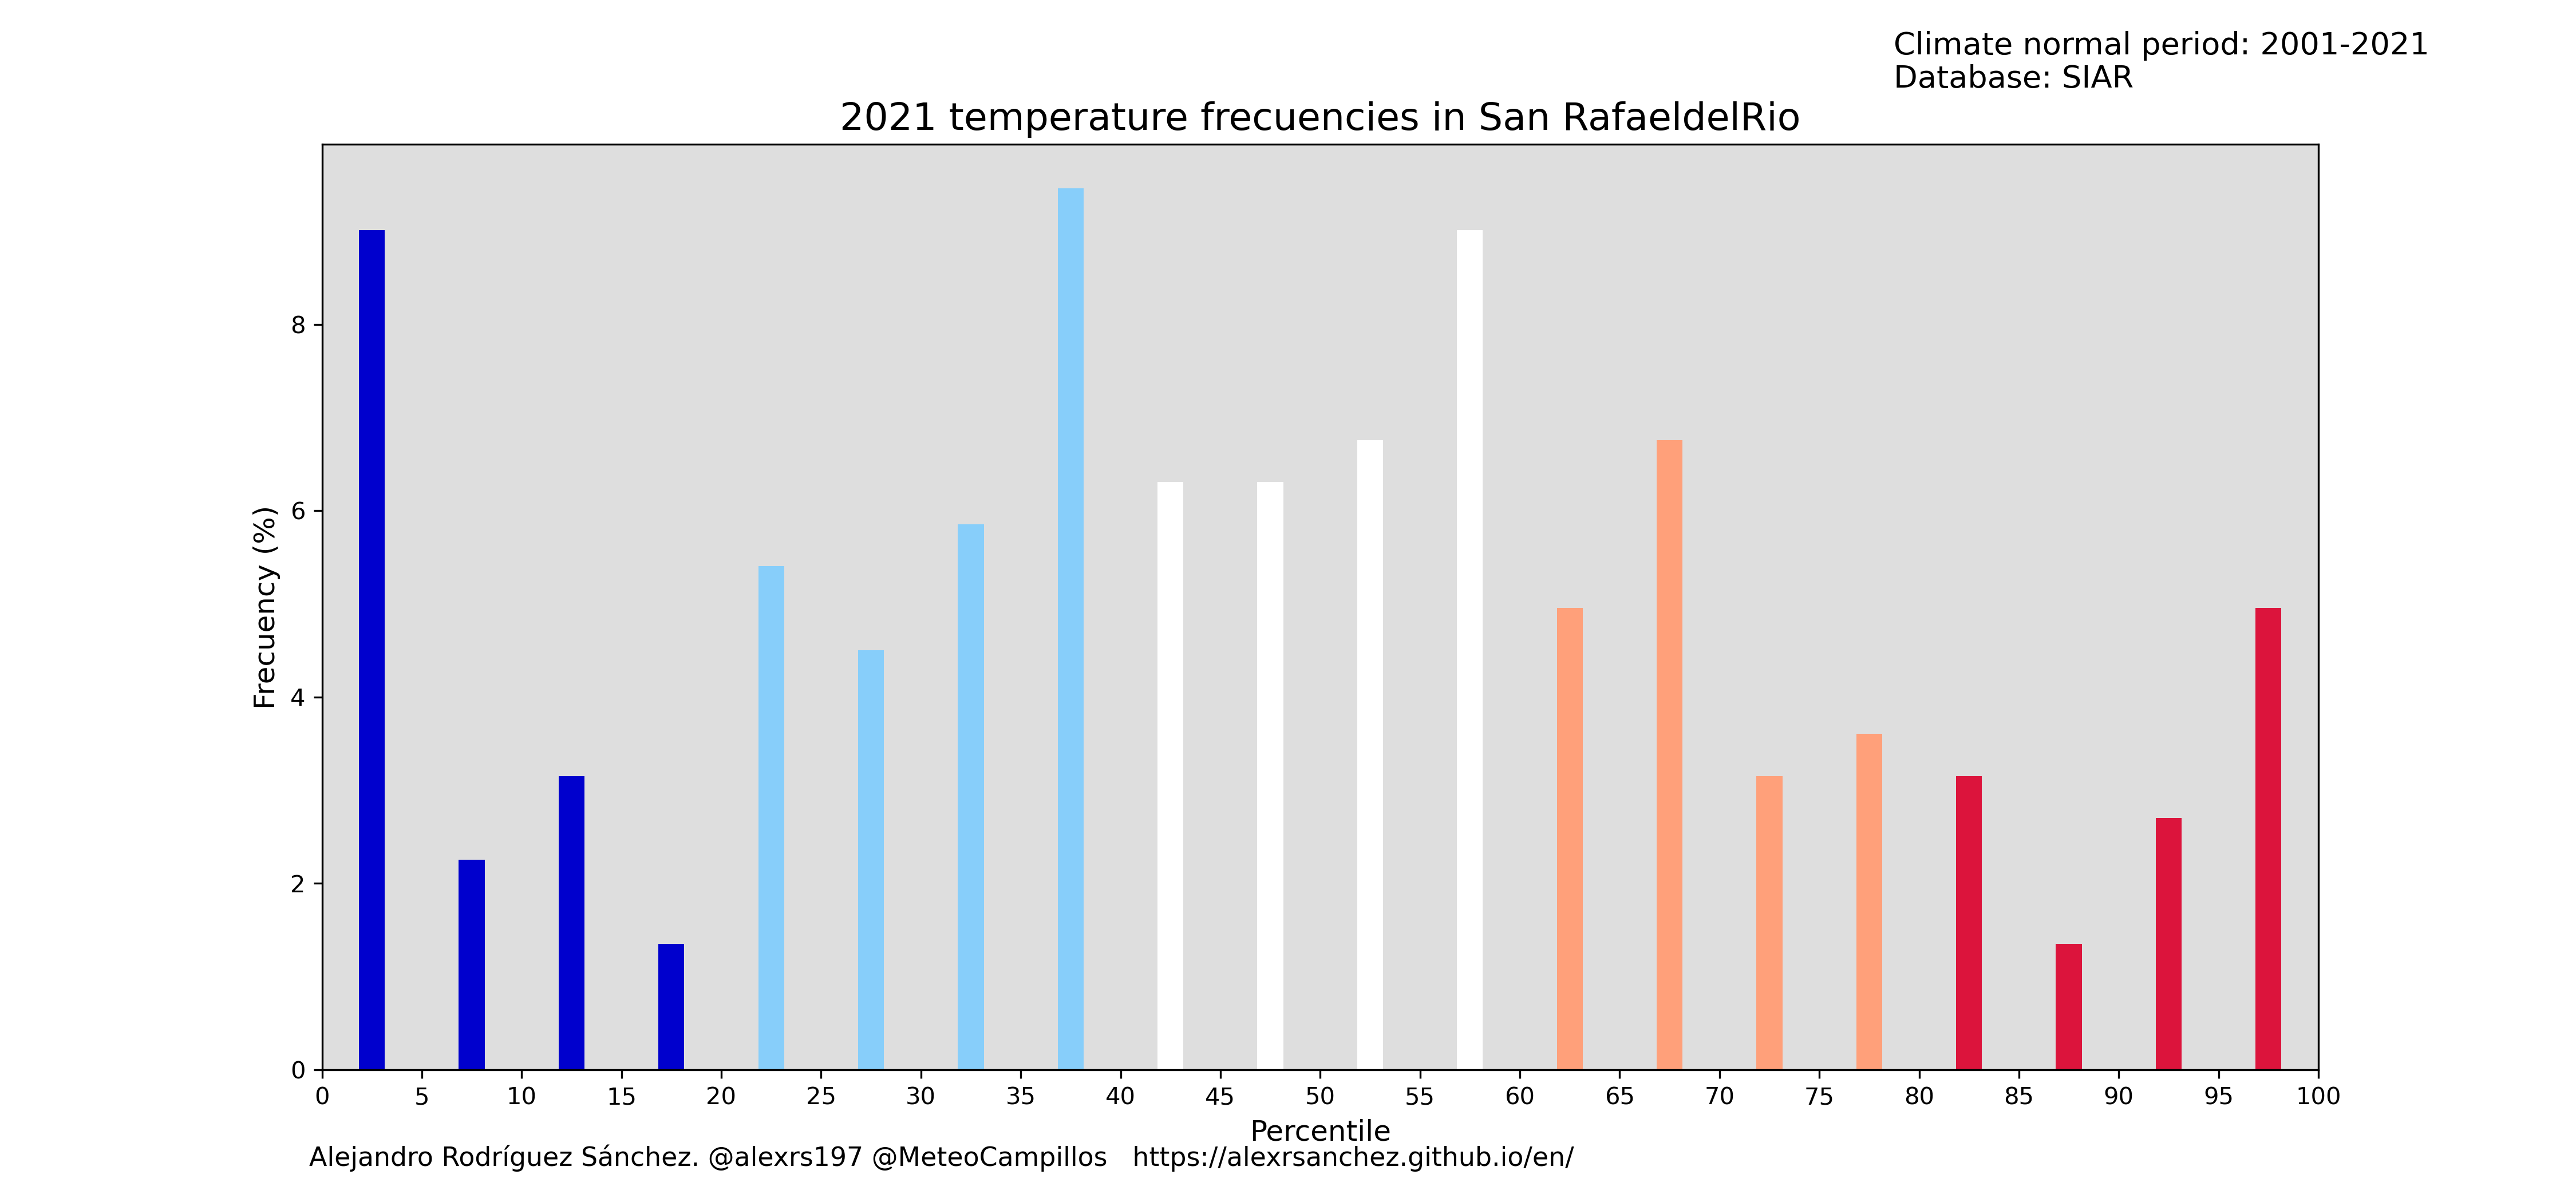 Climate normal period: 2001-2021
Database: SIAR
2021 temperature frecuencies in San RafaeldelRio
Frecuency (%)
8
6
4
2
0
0 5 10 15 20 25 30 35 40 45 50 55 60 65 70 75 80 85 90 95 100
Percentile
Alejandro Rodríguez Sánchez. @alexrs197 @MeteoCampillos https://alexrsanchez.github.io/en/